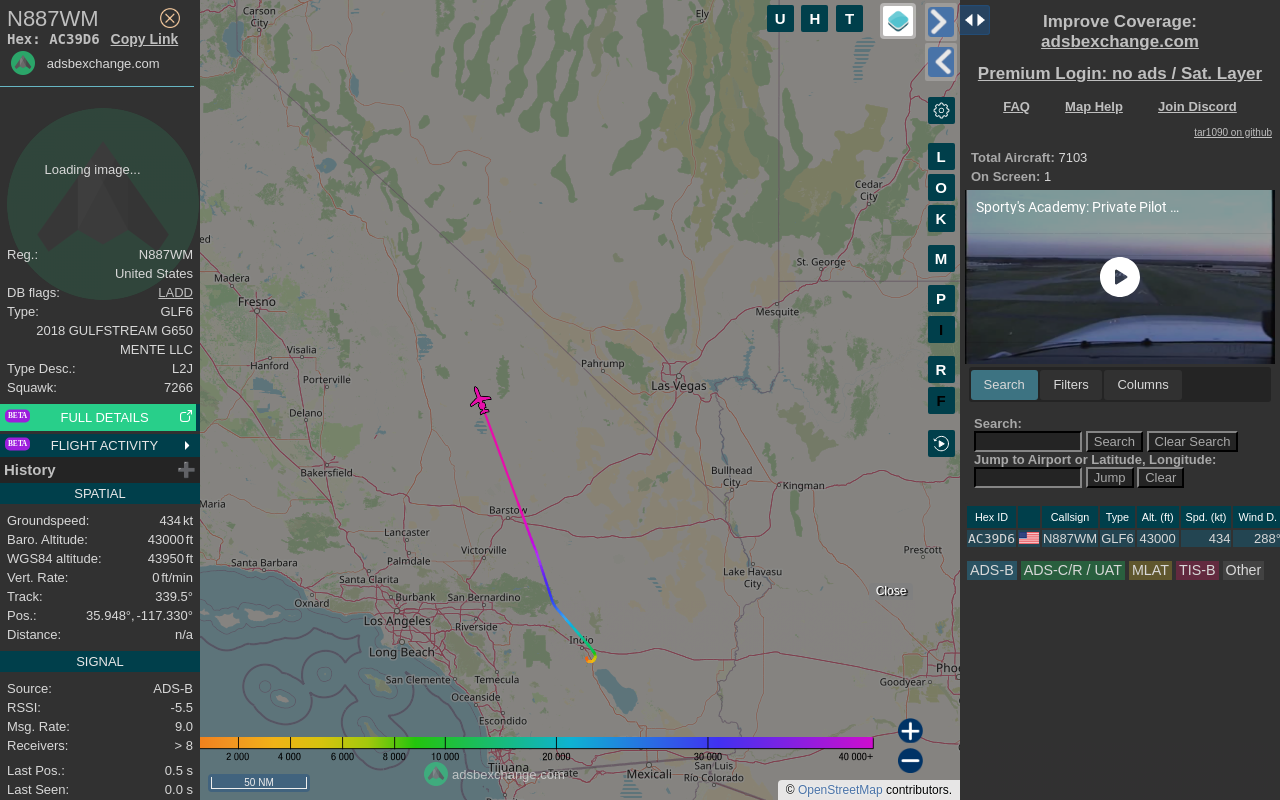 N887WM
Hex: AC39D6 Copy Link
adsbexchange.com
Loading image...
Reg.: N887WM
United States
DB flags: LADD
Type: GLF6
2018 GULFSTREAM G650
MENTE LLC
Type Desc.: L2J
Squawk: 7266
BETA FULL DETAILS
BETA FLIGHT ACTIVITY
History
SPATIAL
Groundspeed: 434 kt
Baro. Altitude: 43000 ft
WGS84 altitude: 43950 ft
Vert. Rate: 0 ft/min
Track: 339.5°
Pos.: 35.948°, -117.330°
Distance: n/a
SIGNAL
Source: ADS-B
RSSI: -5.5
Msg. Rate: 9.0
Receivers: > 8
Last Pos.: 0.5 s
Last Seen: 0.0 s
Carson City
Ely
Cedar City
St. George
Mesquite
ed
Madera
Fresno
Visalia
Hanford
Porterville
Delano
Pahrump
Las Vegas
Bakersfield
Bullhead City
Kingman
Maria
Barstow
Lancaster
Palmdale
Victorville
Prescott
Santa Barbara
Santa Clarita
Lake Havasu City
Oxnard
Burbank
San Bernardino
Los Angeles
Riverside
Indio
Long Beach
San Clemente
Temecula
Goodyear
Phoe
Oceanside
Escondido
Tijuana
Mexicali
San Luis Río Colorado
Close
2 000 4 000 6 000 8 000 10 000 20 000 30 000 40 000+
adsbexchange.com
50 NM
© OpenStreetMap contributors.
U H T
L
O
K
M
P
I
R
F
Improve Coverage:
adsbexchange.com
Premium Login: no ads / Sat. Layer
FAQ Map Help Join Discord
tar1090 on github
Total Aircraft: 7103
On Screen: 1
Sporty's Academy: Private Pilot …
Search Filters Columns
Search:
Search Clear Search
Jump to Airport or Latitude, Longitude:
Jump Clear
Hex ID Callsign Type Alt. (ft) Spd. (kt) Wind D.
AC39D6 N887WM GLF6 43000 434 288°
ADS-B ADS-C/R / UAT MLAT TIS-B Other